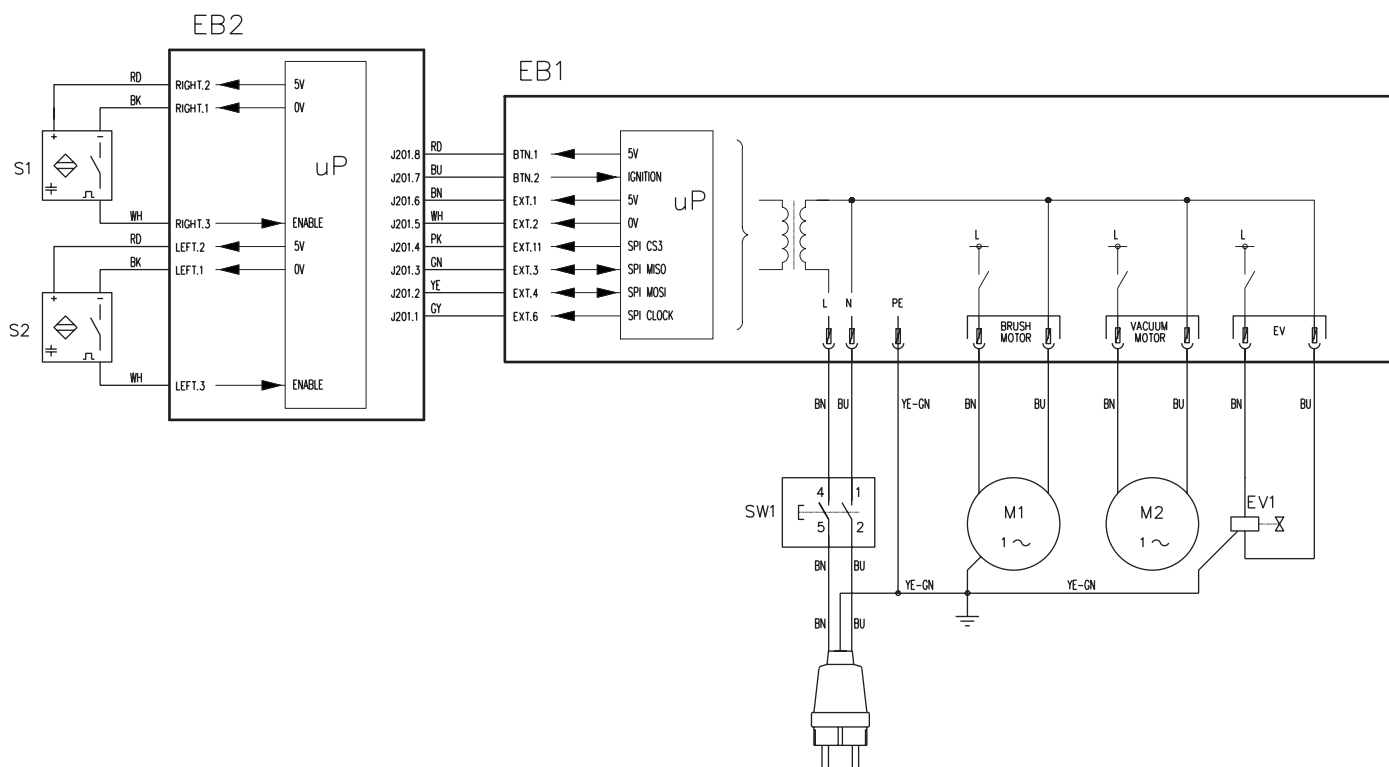 EB2
EB1
RD RIGHT.2 5V
BK RIGHT.1 0V
S1
+ −
uP
WH RIGHT.3 ENABLE
RD LEFT.2 5V
BK LEFT.1 0V
S2
+ −
WH LEFT.3 ENABLE
J201.8 RD BTN.1 5V
J201.7 BU BTN.2 IGNITION
J201.6 BN EXT.1 5V
J201.5 WH EXT.2 0V
J201.4 PK EXT.11 SPI CS3
J201.3 GN EXT.3 SPI MISO
J201.2 YE EXT.4 SPI MOSI
J201.1 GY EXT.6 SPI CLOCK
uP
L L L
L N PE
BRUSH
MOTOR
VACUUM
MOTOR
EV
BN BU YE-GN BN BU BN BU BN BU
SW1
4 1
5 2
M1
1 ~
M2
1 ~
EV1
BN BU
YE-GN YE-GN
BN BU